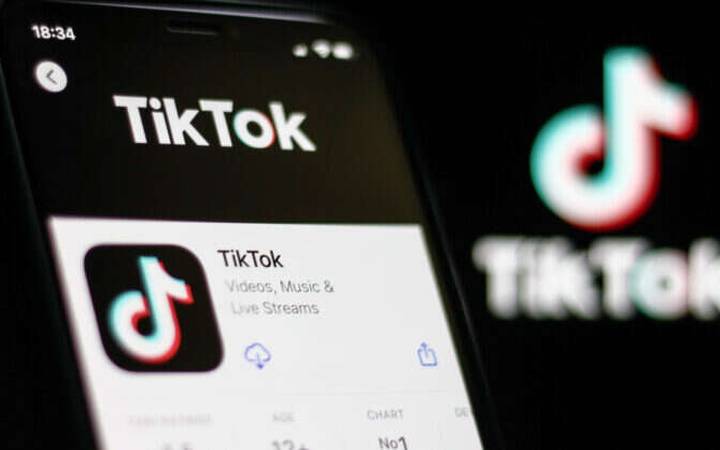 18:34
TikTok
TikTok
Videos, Music &
Live Streams
AGE
CHART
12+
No1
TikTok